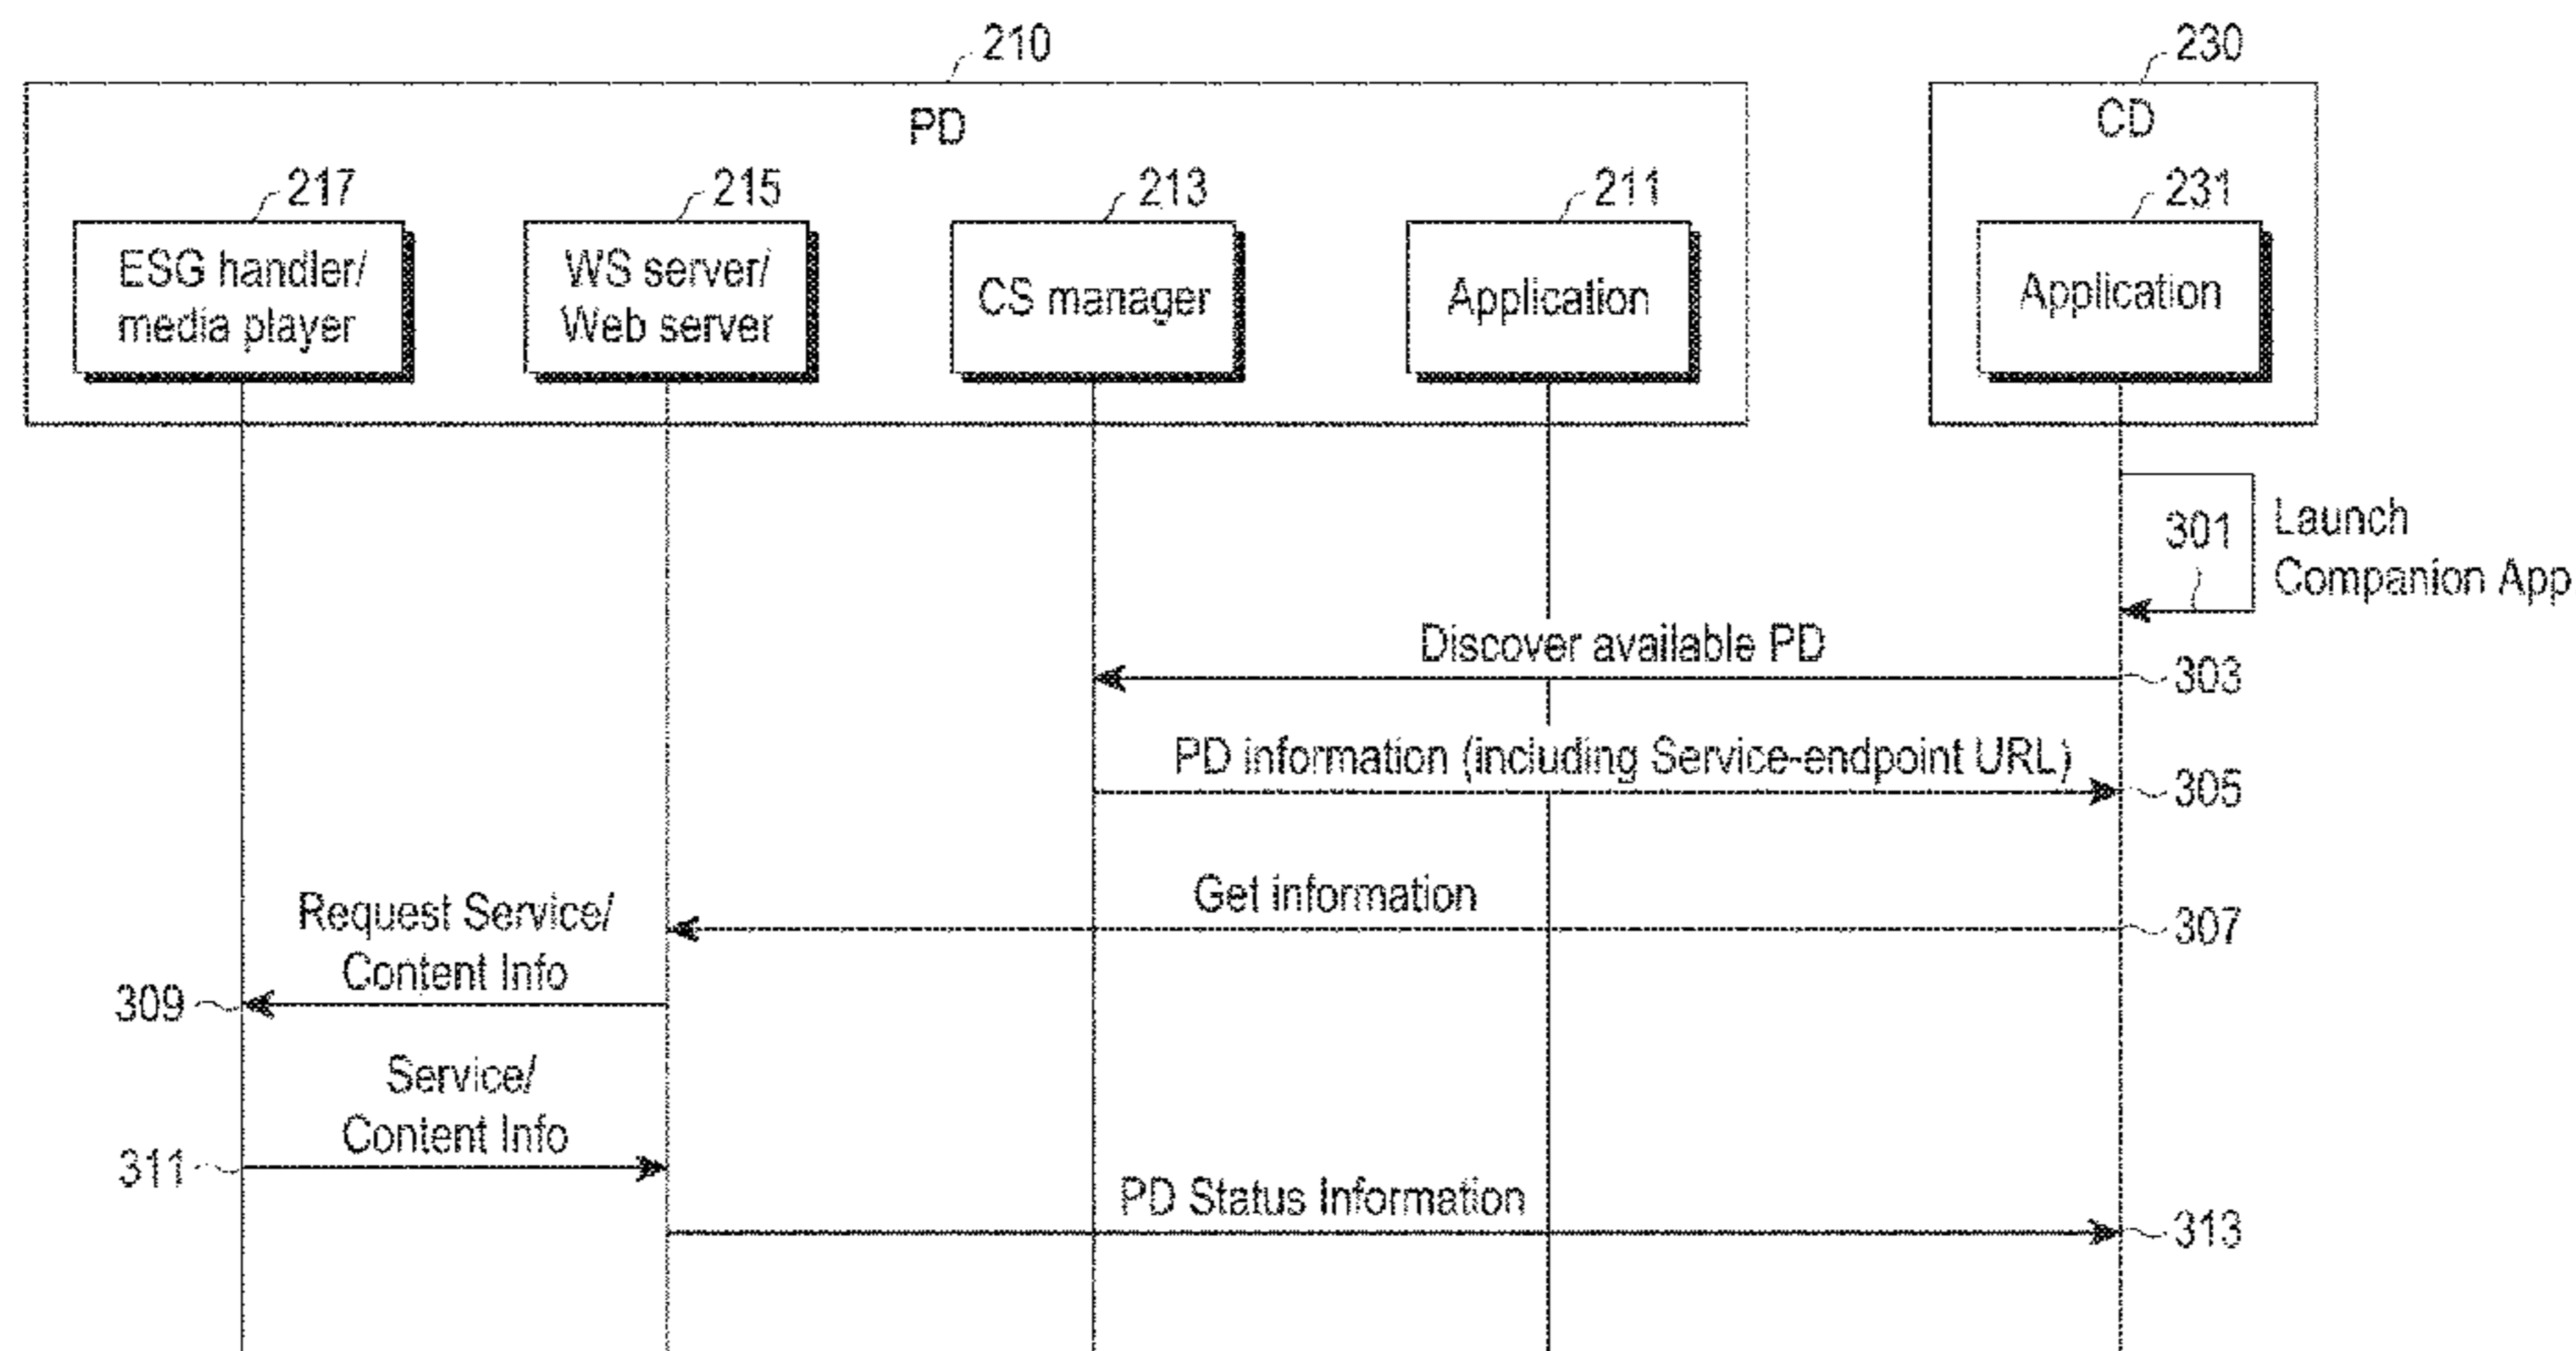 210
230
PD
CD
217
215
213
211
231
ESG handler/
media player
WS server/
Web server
CS manager
Application
Application
301
Launch
Companion App
Discover available PD
303
PD information (including Service-endpoint URL)
305
Get information
307
Request Service/
Content Info
309
Service/
Content Info
311
PD Status Information
313